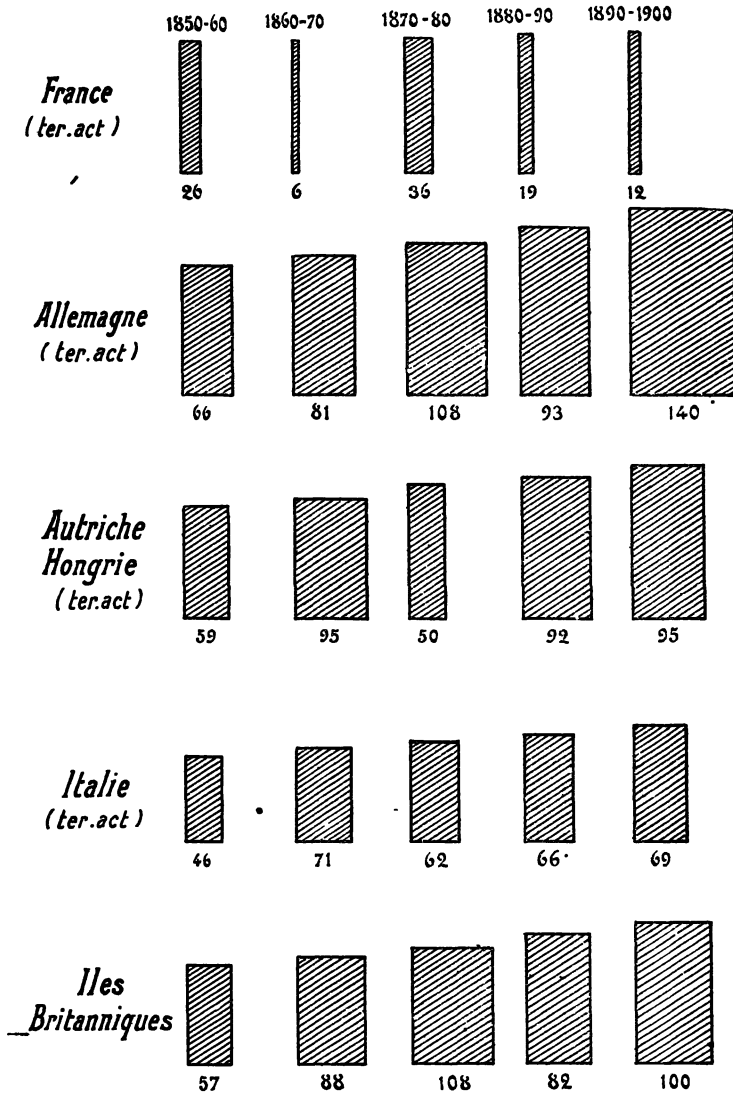 1850-60 1860-70 1870-80 1880-90 1890-1900
France
(ter.act)
26 6 36 19 12
Allemagne
(ter.act)
66 81 108 93 140
Autriche
Hongrie
(ter.act)
59 95 50 92 95
Italie
(ter.act)
46 71 62 66 69
Iles
Britanniques
57 88 108 82 100